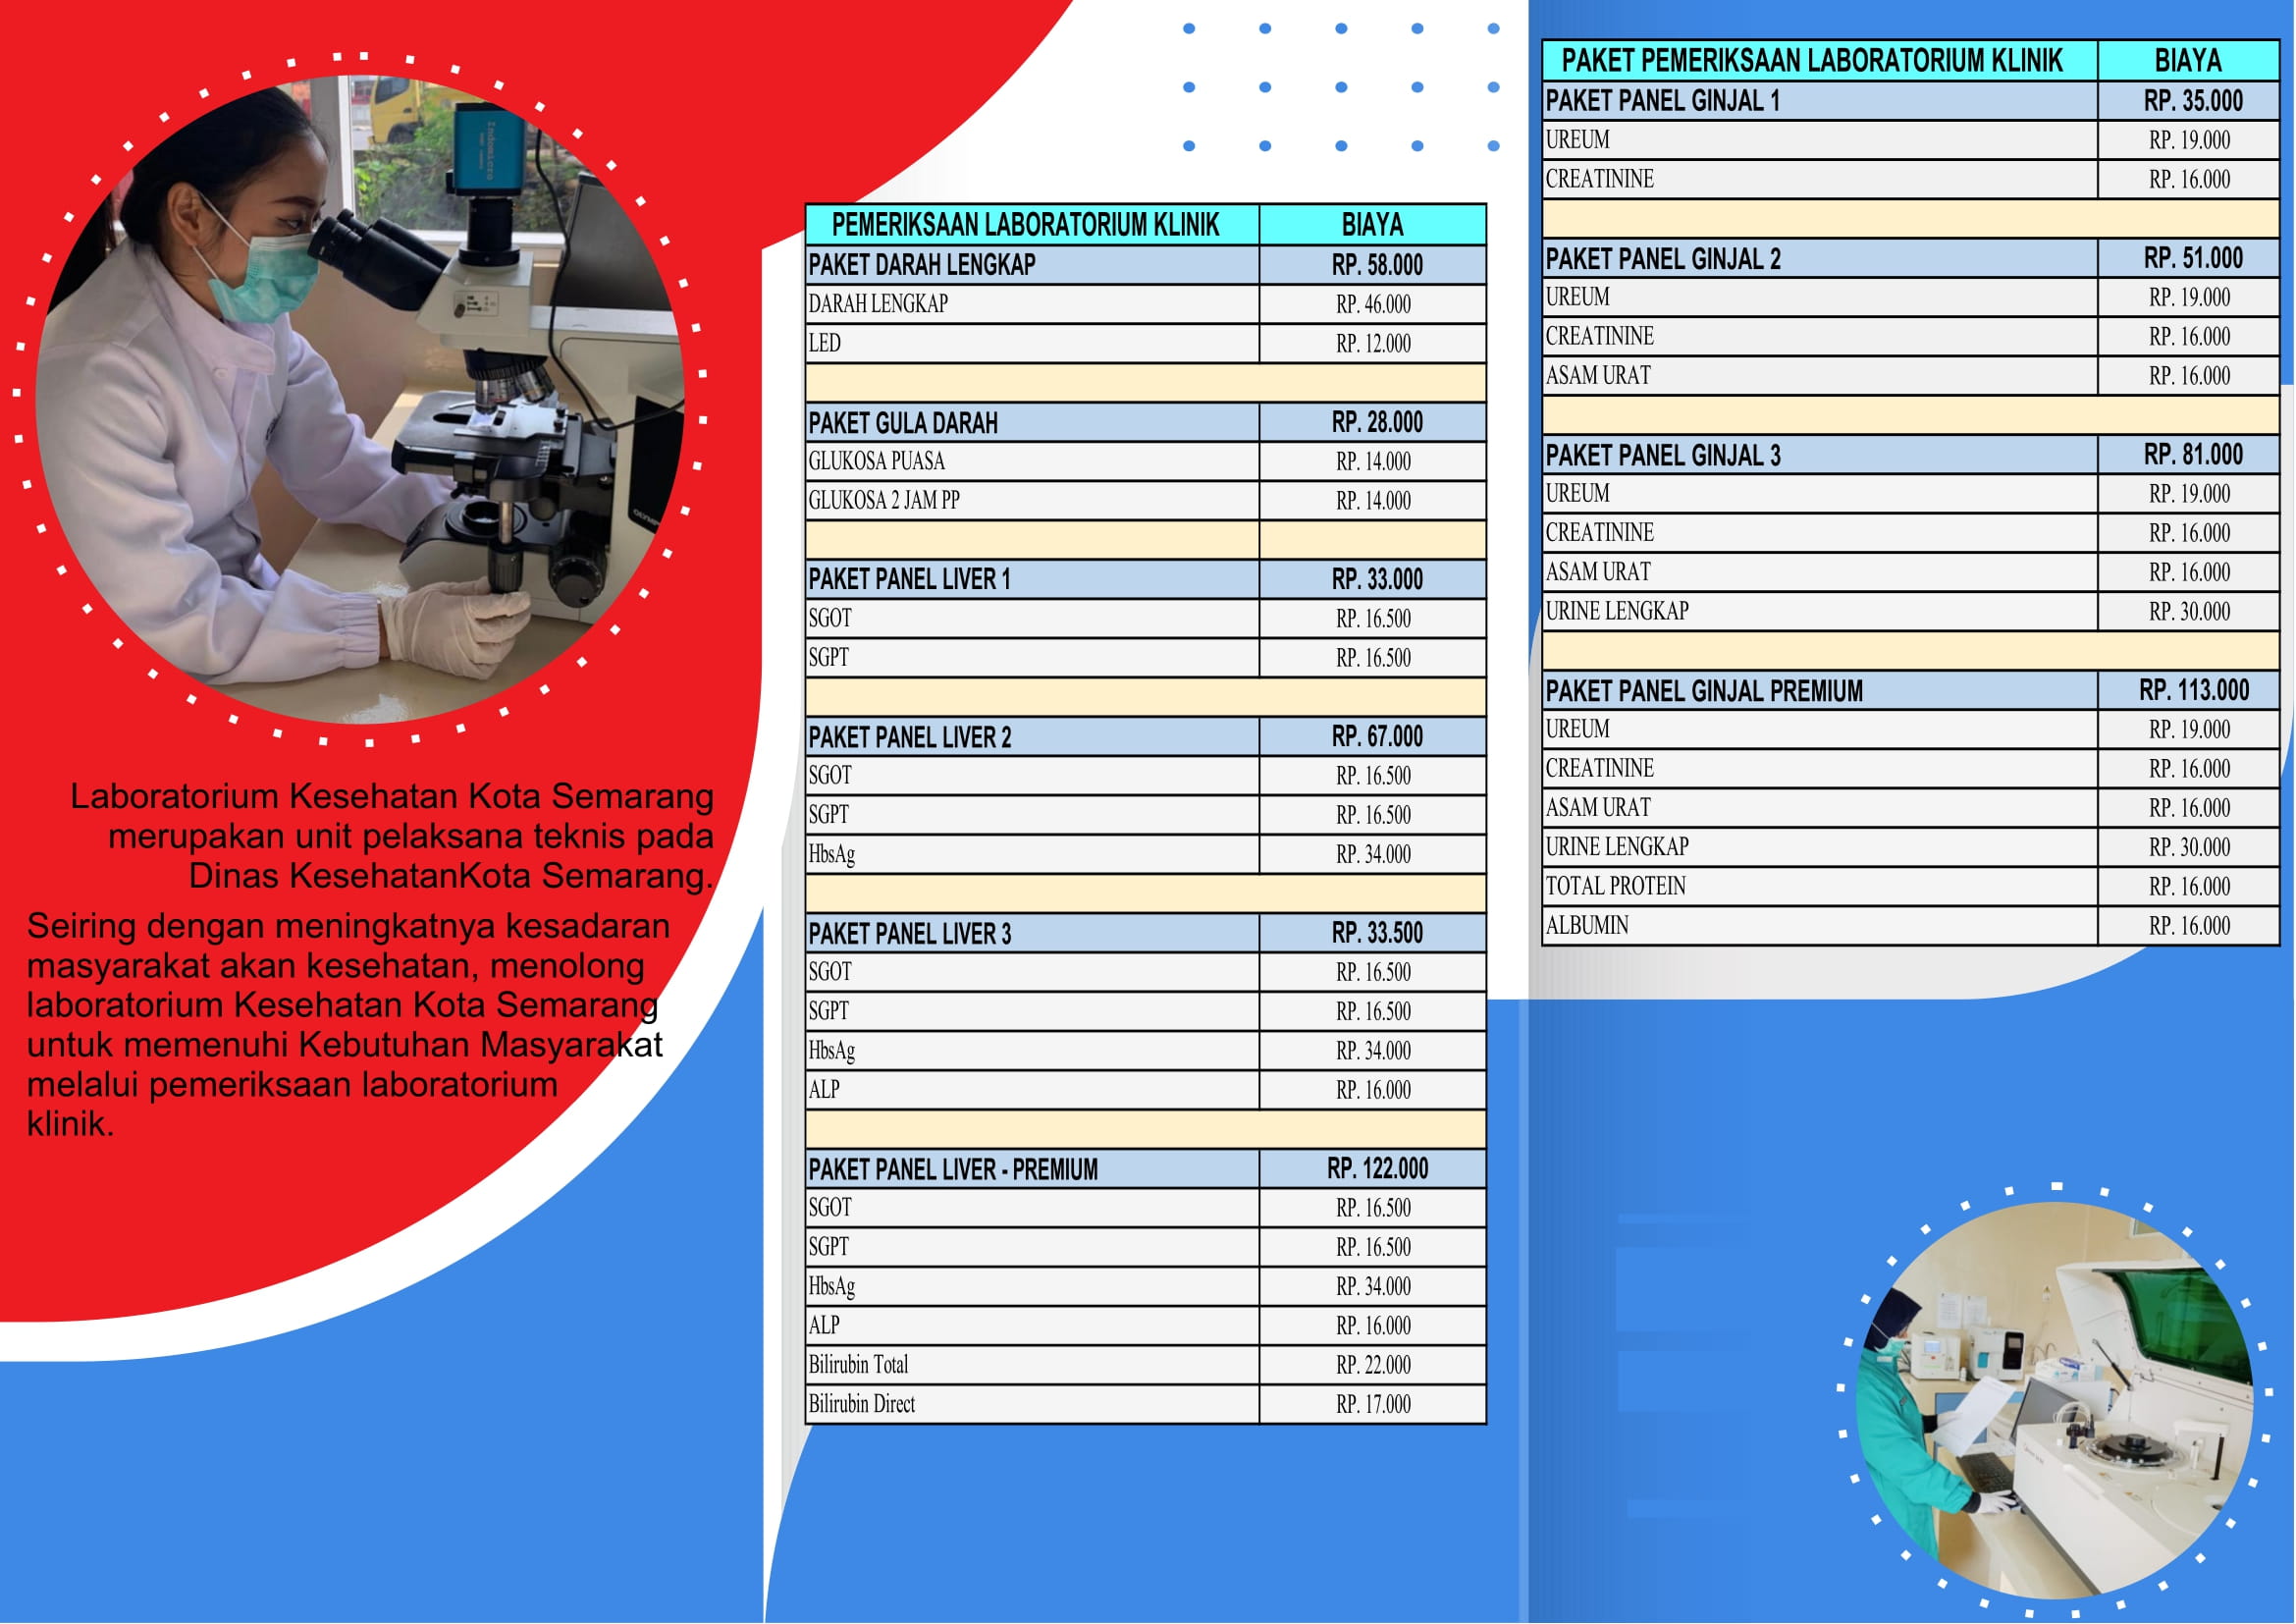 Laboratorium Kesehatan Kota Semarang
merupakan unit pelaksana teknis pada
Dinas KesehatanKota Semarang.
Seiring dengan meningkatnya kesadaran
masyarakat akan kesehatan, menolong
laboratorium Kesehatan Kota Semarang
untuk memenuhi Kebutuhan Masyarakat
melalui pemeriksaan laboratorium
klinik.
PEMERIKSAAN LABORATORIUM KLINIK BIAYA
PAKET DARAH LENGKAP RP. 58.000
DARAH LENGKAP RP. 46.000
LED RP. 12.000
PAKET GULA DARAH RP. 28.000
GLUKOSA PUASA RP. 14.000
GLUKOSA 2 JAM PP RP. 14.000
PAKET PANEL LIVER 1 RP. 33.000
SGOT RP. 16.500
SGPT RP. 16.500
PAKET PANEL LIVER 2 RP. 67.000
SGOT RP. 16.500
SGPT RP. 16.500
HbsAg RP. 34.000
PAKET PANEL LIVER 3 RP. 33.500
SGOT RP. 16.500
SGPT RP. 16.500
HbsAg RP. 34.000
ALP RP. 16.000
PAKET PANEL LIVER - PREMIUM RP. 122.000
SGOT RP. 16.500
SGPT RP. 16.500
HbsAg RP. 34.000
ALP RP. 16.000
Bilirubin Total RP. 22.000
Bilirubin Direct RP. 17.000
PAKET PEMERIKSAAN LABORATORIUM KLINIK BIAYA
PAKET PANEL GINJAL 1 RP. 35.000
UREUM RP. 19.000
CREATININE RP. 16.000
PAKET PANEL GINJAL 2 RP. 51.000
UREUM RP. 19.000
CREATININE RP. 16.000
ASAM URAT RP. 16.000
PAKET PANEL GINJAL 3 RP. 81.000
UREUM RP. 19.000
CREATININE RP. 16.000
ASAM URAT RP. 16.000
URINE LENGKAP RP. 30.000
PAKET PANEL GINJAL PREMIUM RP. 113.000
UREUM RP. 19.000
CREATININE RP. 16.000
ASAM URAT RP. 16.000
URINE LENGKAP RP. 30.000
TOTAL PROTEIN RP. 16.000
ALBUMIN RP. 16.000